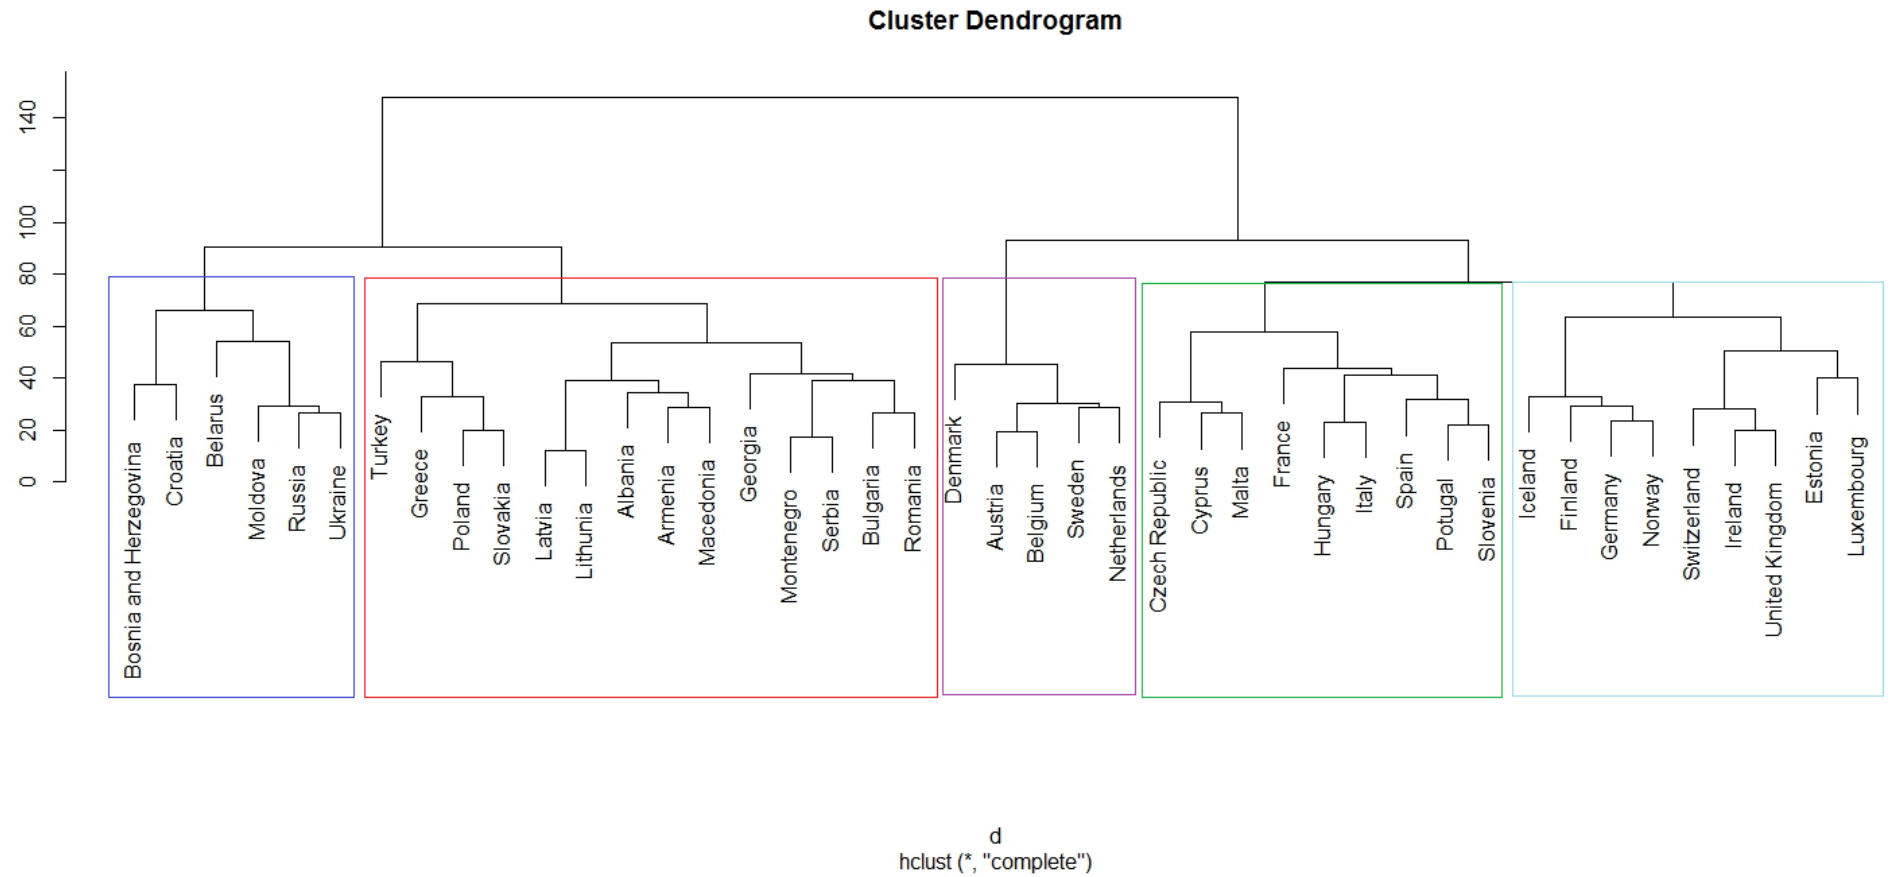 Cluster Dendrogram
140
100
80
60
40
20
0
Bosnia and Herzegovina
Croatia
Belarus
Moldova
Russia
Ukraine
Turkey
Greece
Poland
Slovakia
Latvia
Lithunia
Albania
Armenia
Macedonia
Georgia
Montenegro
Serbia
Bulgaria
Romania
Denmark
Austria
Belgium
Sweden
Netherlands
Czech Republic
Cyprus
Malta
France
Hungary
Italy
Spain
Potugal
Slovenia
Iceland
Finland
Germany
Norway
Switzerland
Ireland
United Kingdom
Estonia
Luxembourg
d
hclust (*, "complete")